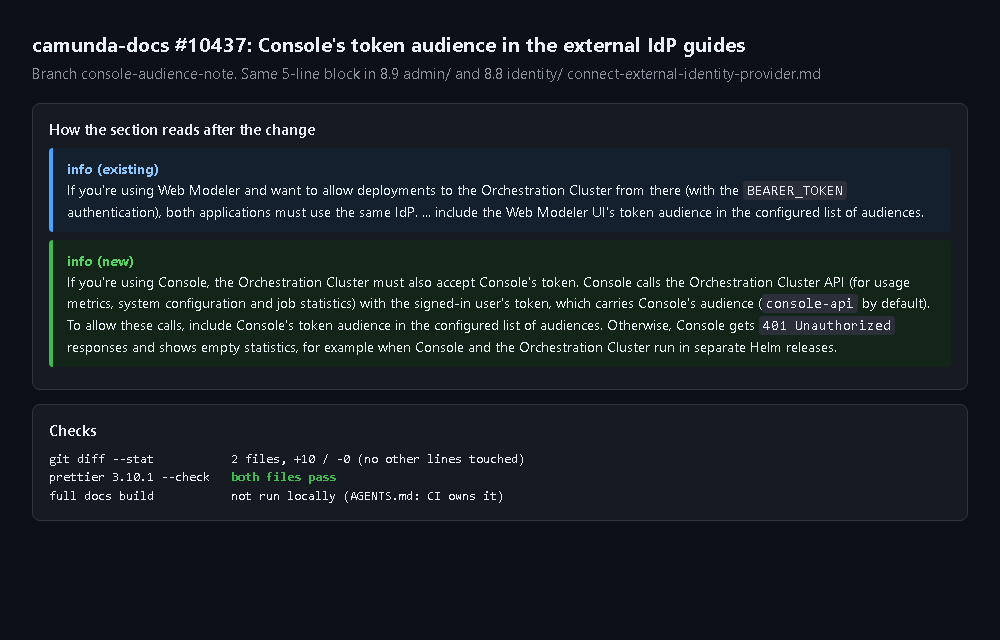 camunda-docs #10437: Console's token audience in the external IdP guides
Branch console-audience-note. Same 5-line block in 8.9 admin/ and 8.8 identity/ connect-external-identity-provider.md
How the section reads after the change
info (existing)
If you're using Web Modeler and want to allow deployments to the Orchestration Cluster from there (with the BEARER_TOKEN
authentication), both applications must use the same IdP. ... include the Web Modeler UI's token audience in the configured list of audiences.
info (new)
If you're using Console, the Orchestration Cluster must also accept Console's token. Console calls the Orchestration Cluster API (for usage
metrics, system configuration and job statistics) with the signed-in user's token, which carries Console's audience (console-api by default).
To allow these calls, include Console's token audience in the configured list of audiences. Otherwise, Console gets 401 Unauthorized
responses and shows empty statistics, for example when Console and the Orchestration Cluster run in separate Helm releases.
Checks
git diff --stat 2 files, +10 / -0 (no other lines touched)
prettier 3.10.1 --check both files pass
full docs build not run locally (AGENTS.md: CI owns it)